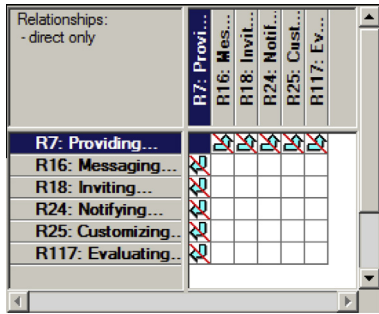 Relationships:
- direct only
R7: Provi...
R16: Mes...
R18: Invit...
R24: Notif...
R25: Cust...
R117: Ev...
R7: Providing...
R16: Messaging...
R18: Inviting...
R24: Notifying...
R25: Customizing...
R117: Evaluating...